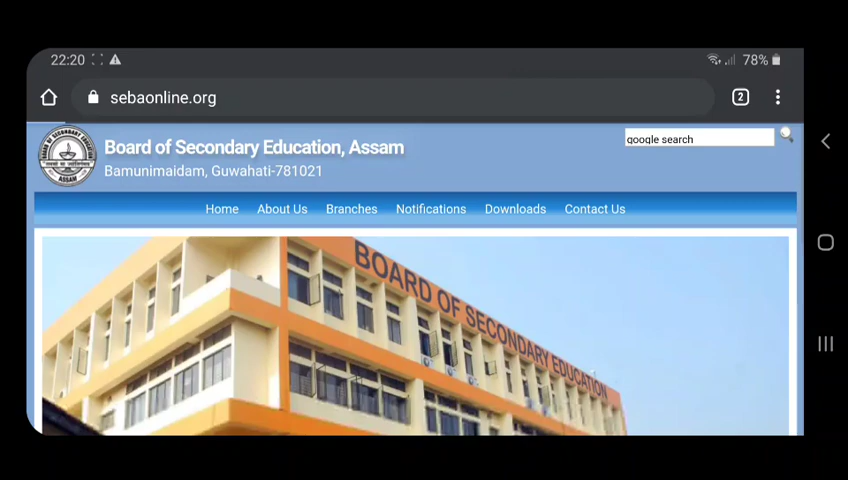 22:20
78%
sebaonline.org
2
Board of Secondary Education, Assam
Bamunimaidam, Guwahati-781021
google search
Home About Us Branches Notifications Downloads Contact Us
BOARD OF SECONDARY EDUCATION
ASSAM